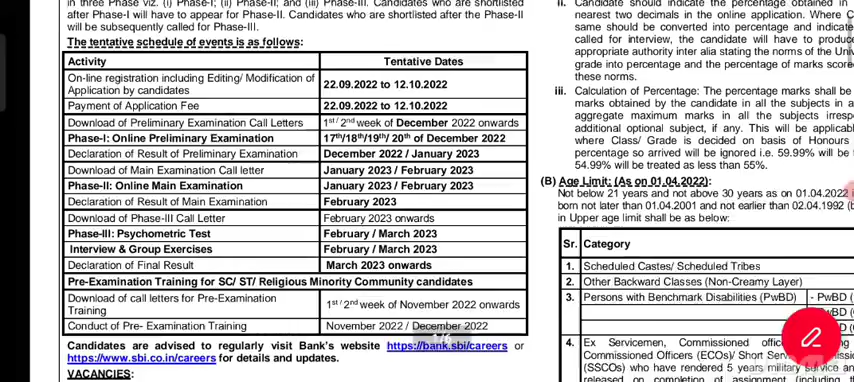 in three Phase viz. (i) Phase-I; (ii) Phase-II; and (iii) Phase-III. Candidates who are shortlisted
after Phase-I will have to appear for Phase-II. Candidates who are shortlisted after the Phase-II
will be subsequently called for Phase-III.
The tentative schedule of events is as follows:
Activity Tentative Dates
On-line registration including Editing/ Modification of
Application by candidates 22.09.2022 to 12.10.2022
Payment of Application Fee 22.09.2022 to 12.10.2022
Download of Preliminary Examination Call Letters 1st / 2nd week of December 2022 onwards
Phase-I: Online Preliminary Examination 17th/18th/19th/ 20th of December 2022
Declaration of Result of Preliminary Examination December 2022 / January 2023
Download of Main Examination Call letter January 2023 / February 2023
Phase-II: Online Main Examination January 2023 / February 2023
Declaration of Result of Main Examination February 2023
Download of Phase-III Call Letter February 2023 onwards
Phase-III: Psychometric Test February / March 2023
Interview & Group Exercises February / March 2023
Declaration of Final Result March 2023 onwards
Pre-Examination Training for SC/ ST/ Religious Minority Community candidates
Download of call letters for Pre-Examination
Training 1st / 2nd week of November 2022 onwards
Conduct of Pre- Examination Training November 2022 / December 2022
1/6
Candidates are advised to regularly visit Bank's website https://bank.sbi/careers or
https://www.sbi.co.in/careers for details and updates.
VACANCIES:
ii. Candidate should indicate the percentage obtained in
nearest two decimals in the online application. Where C
same should be converted into percentage and indicate
called for interview, the candidate will have to produc
appropriate authority inter alia stating the norms of the Univ
grade into percentage and the percentage of marks score
these norms.
iii. Calculation of Percentage: The percentage marks shall be
marks obtained by the candidate in all the subjects in a
aggregate maximum marks in all the subjects irresp
additional optional subject, if any. This will be applicabl
where Class/ Grade is decided on basis of Honours
percentage so arrived will be ignored i.e. 59.99% will be
54.99% will be treated as less than 55%.
(B) Age Limit: (As on 01.04.2022):
Not below 21 years and not above 30 years as on 01.04.2022 i
born not later than 01.04.2001 and not earlier than 02.04.1992 (b
in Upper age limit shall be as below:
Sr. Category
1. Scheduled Castes/ Scheduled Tribes
2. Other Backward Classes (Non-Creamy Layer)
3. Persons with Benchmark Disabilities (PwBD) - PwBD (
4. Ex Servicemen, Commissioned
Commissioned Officers (ECOs)/ Short
(SSCOs) who have rendered 5 years military service an
released on completion of assignment (including